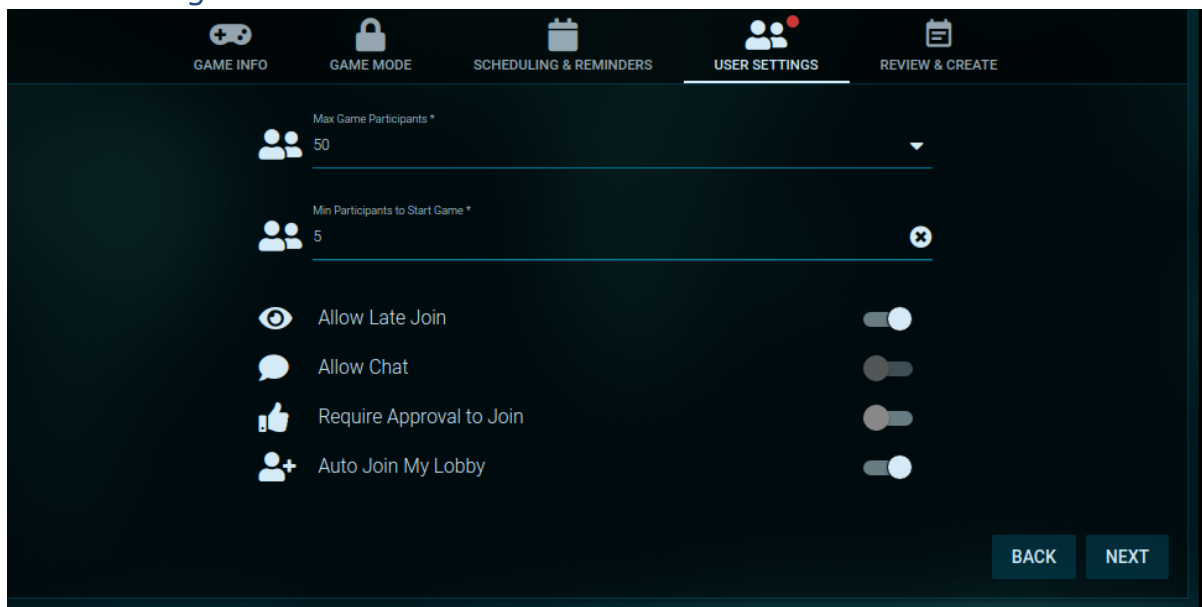 GAME INFO
GAME MODE
SCHEDULING & REMINDERS
USER SETTINGS
REVIEW & CREATE
Max Game Participants *
50
Min Participants to Start Game *
5
Allow Late Join
Allow Chat
Require Approval to Join
Auto Join My Lobby
BACK
NEXT